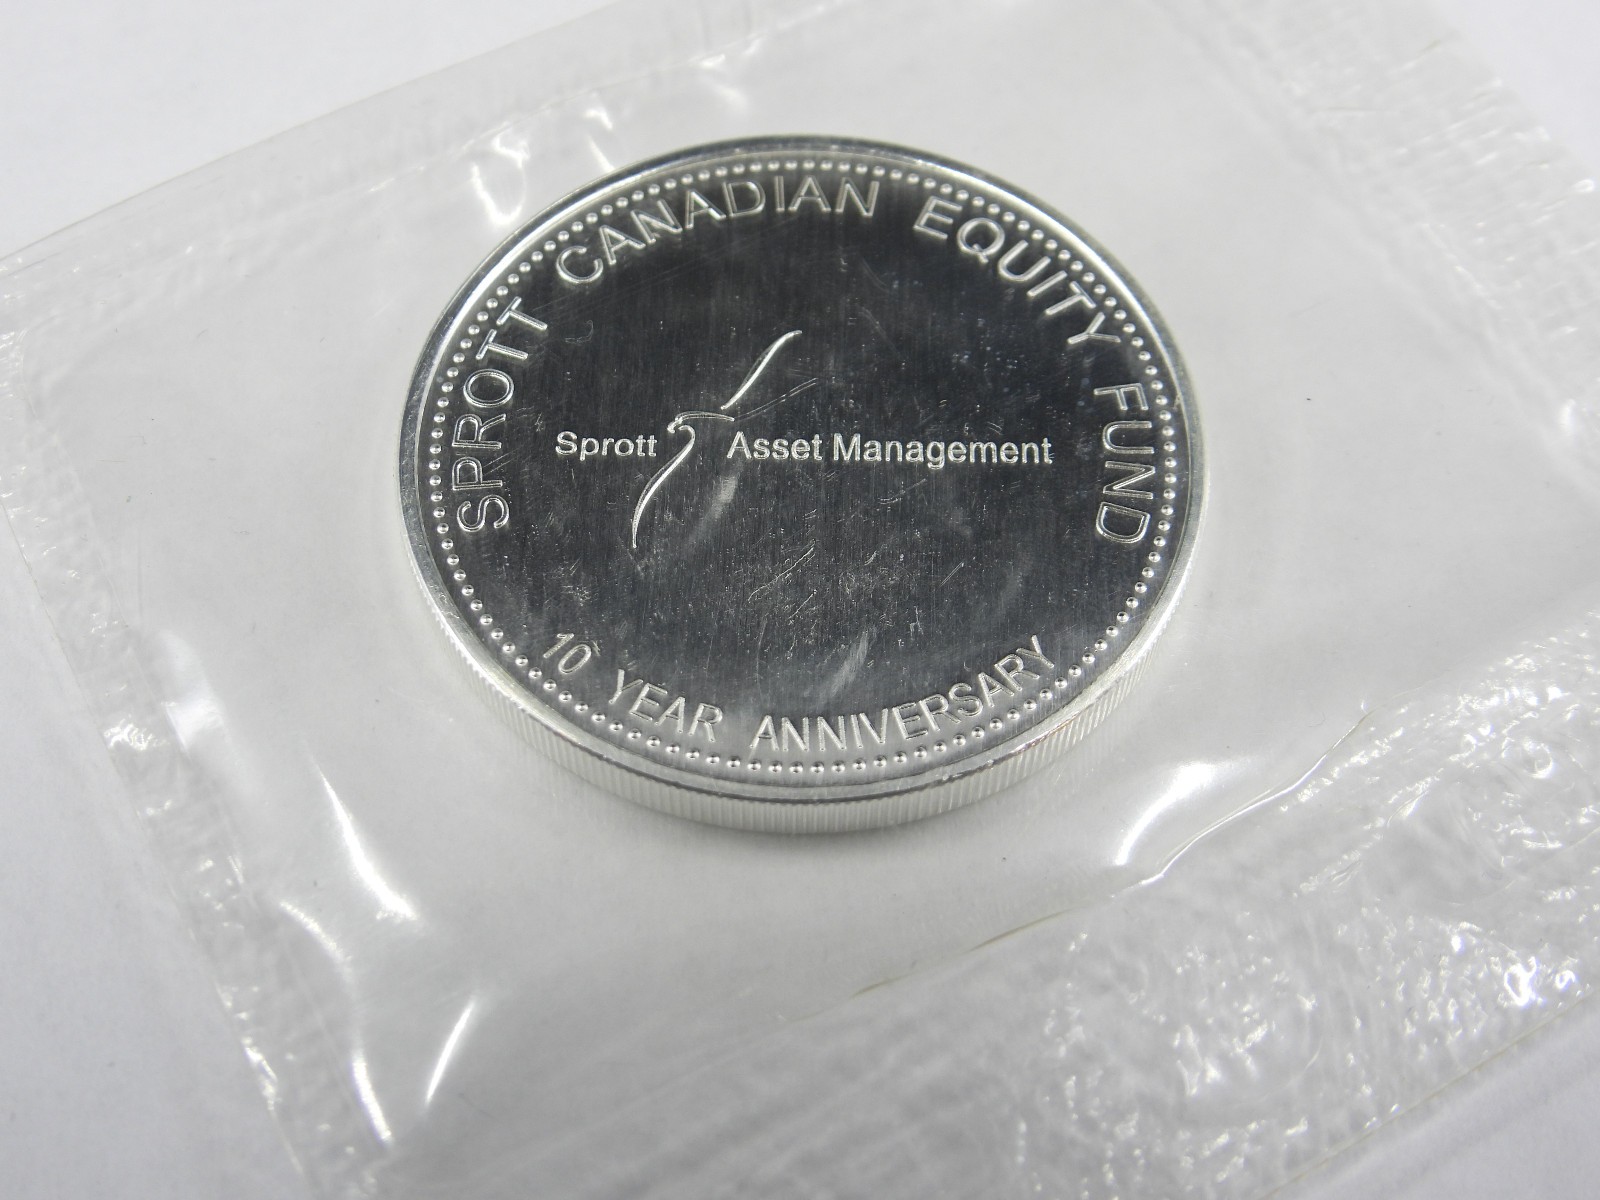 SPROTT CANADIAN EQUITY FUND
Sprott Asset Management
10 YEAR ANNIVERSARY